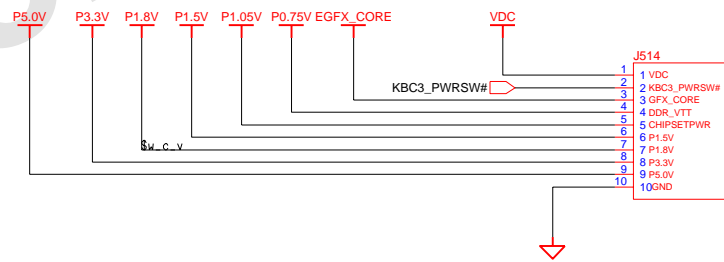 P5.0V P3.3V P1.8V P1.5V P1.05V P0.75V EGFX_CORE VDC
J514
1 1 VDC
KBC3_PWRSW# 2 2 KBC3_PWRSW#
3 3 GFX_CORE
4 4 DDR_VTT
5 5 CHIPSETPWR
6 6 P1.5V
$w_c_v 7 7 P1.8V
8 8 P3.3V
9 9 P5.0V
10 10GND